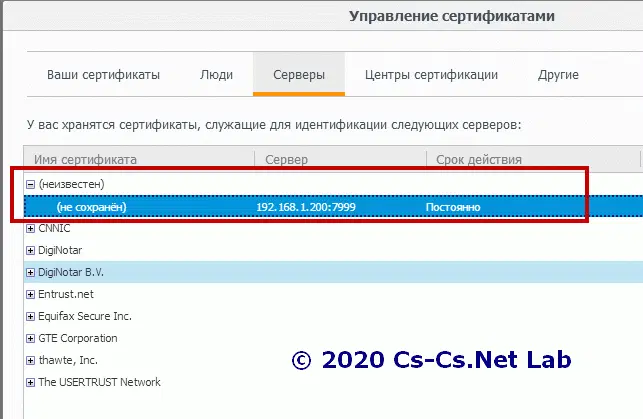 Управление сертификатами
Ваши сертификаты Люди Серверы Центры сертификации Другие
У вас хранятся сертификаты, служащие для идентификации следующих серверов:
Имя сертификата Сервер Срок действия
(неизвестен)
(не сохранён) 192.168.1.200:7999 Постоянно
CNNIC
DigiNotar
DigiNotar B.V.
Entrust.net
Equifax Secure Inc.
GTE Corporation
thawte, Inc.
The USERTRUST Network
© 2020 Cs-Cs.Net Lab